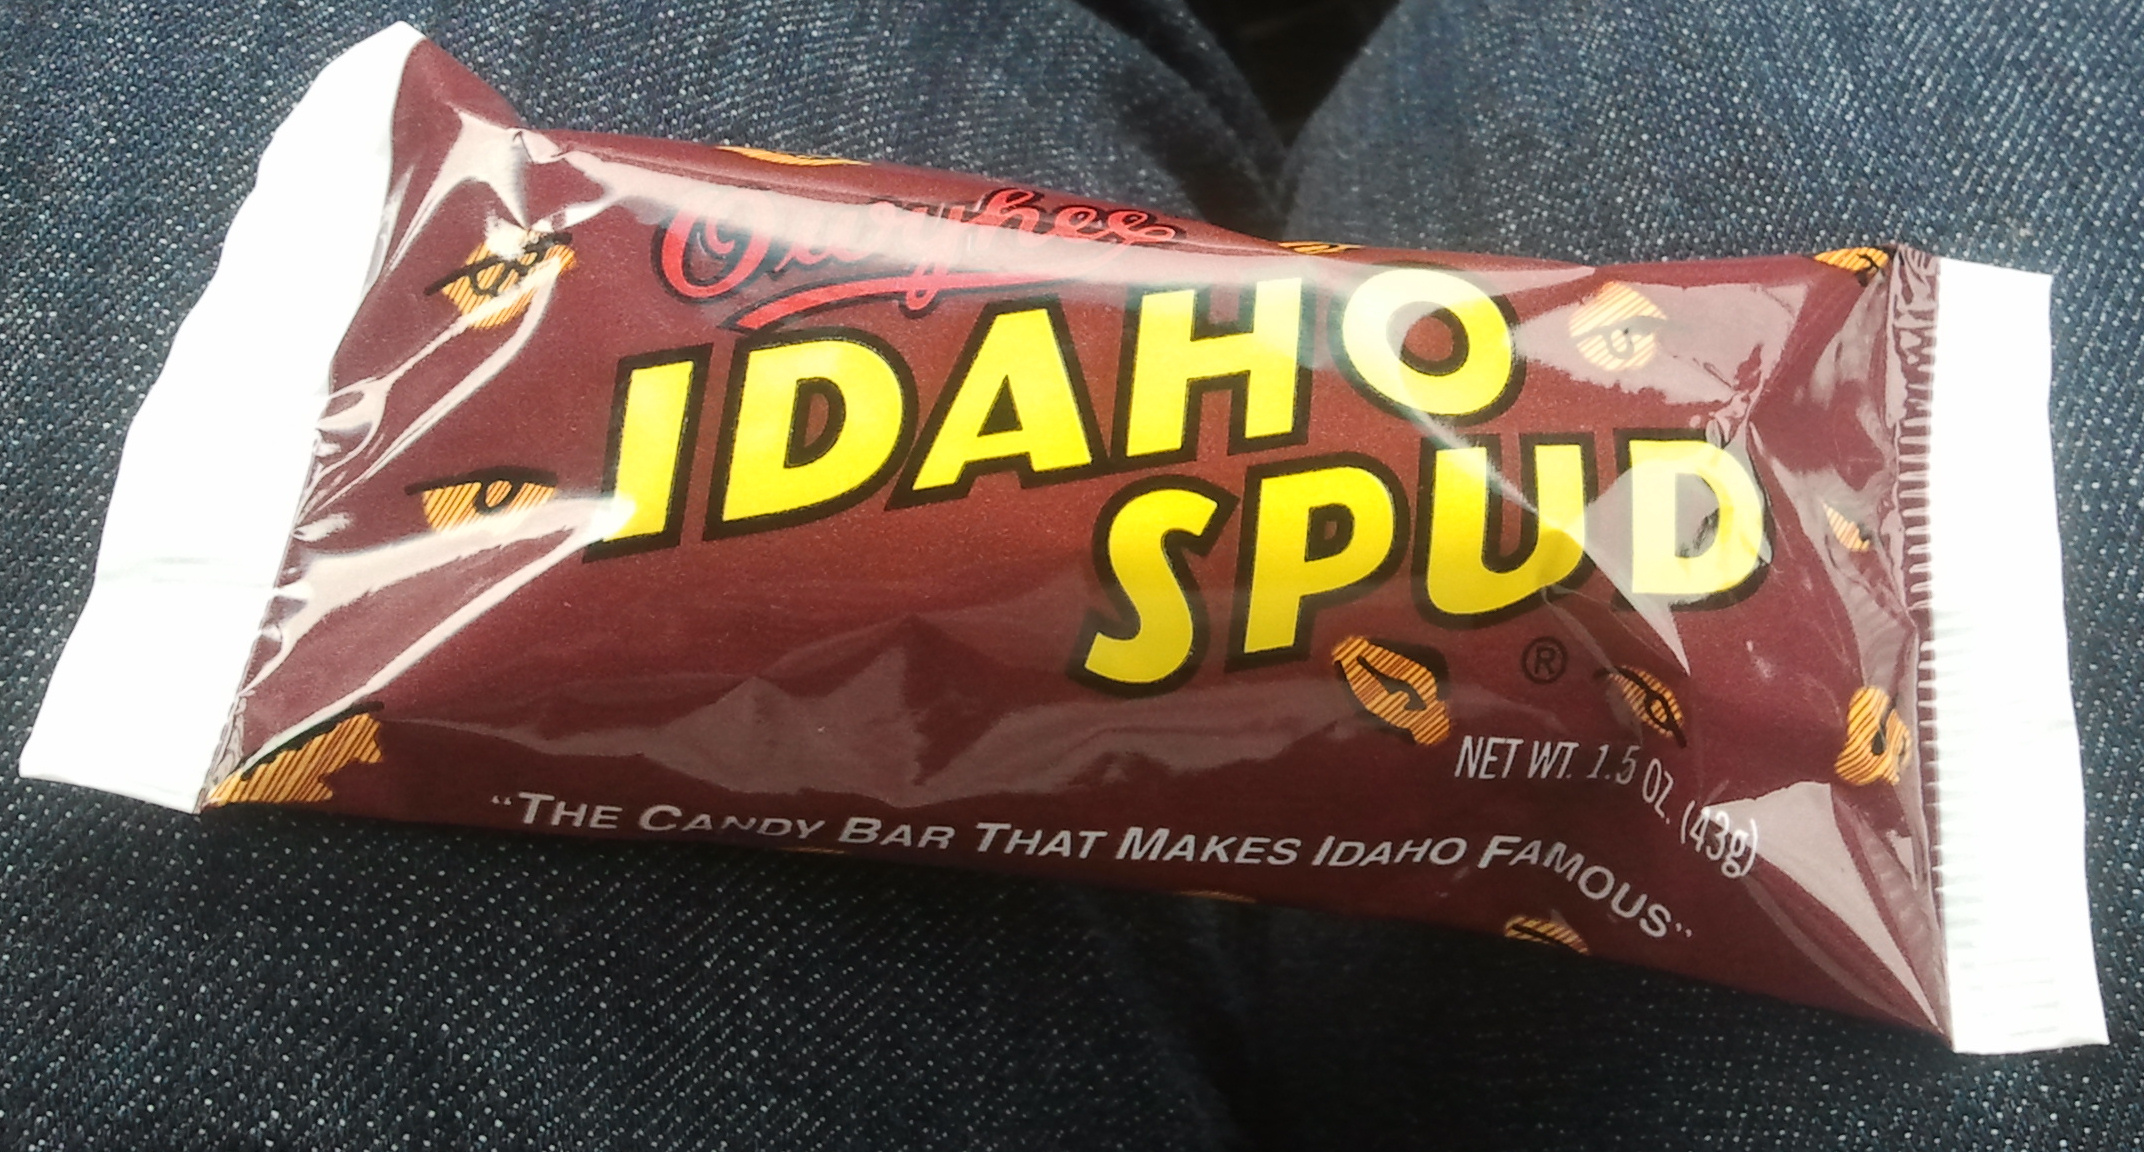 Owyhee
IDAHO
SPUD
®
NET WT. 1.5 OZ. (43g)
“THE CANDY BAR THAT MAKES IDAHO FAMOUS”